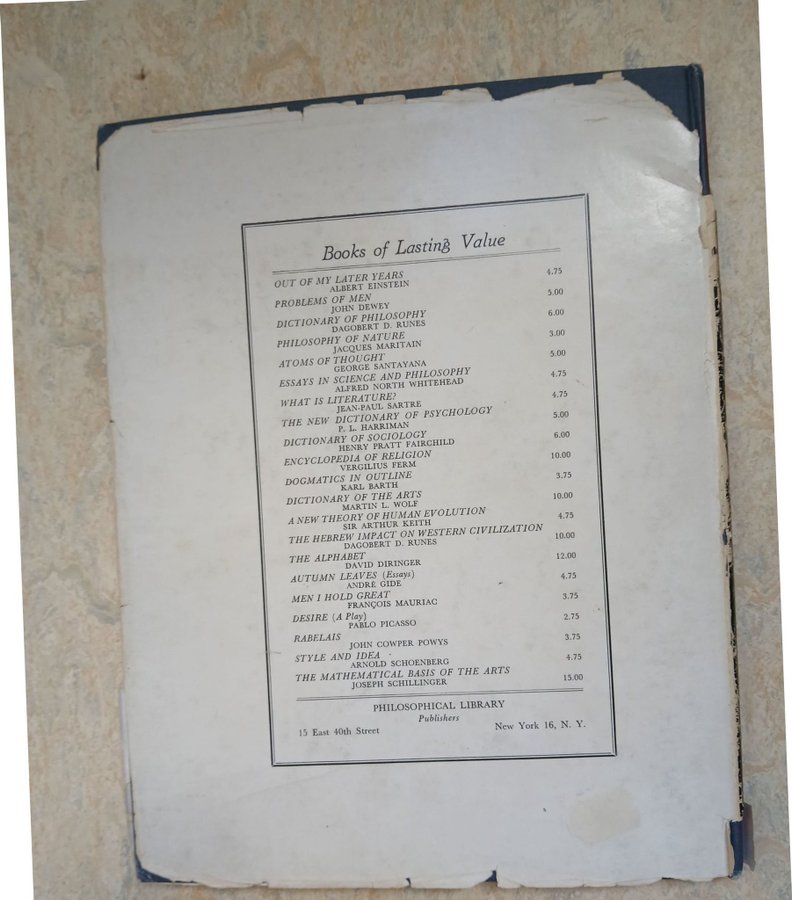 Books of Lasting Value
OUT OF MY LATER YEARS 4.75
ALBERT EINSTEIN
PROBLEMS OF MEN 5.00
JOHN DEWEY
DICTIONARY OF PHILOSOPHY 6.00
DAGOBERT D. RUNES
PHILOSOPHY OF NATURE 3.00
JACQUES MARITAIN
ATOMS OF THOUGHT 5.00
GEORGE SANTAYANA
ESSAYS IN SCIENCE AND PHILOSOPHY 4.75
ALFRED NORTH WHITEHEAD
WHAT IS LITERATURE? 4.75
JEAN-PAUL SARTRE
THE NEW DICTIONARY OF PSYCHOLOGY 5.00
P. L. HARRIMAN
DICTIONARY OF SOCIOLOGY 6.00
HENRY PRATT FAIRCHILD
ENCYCLOPEDIA OF RELIGION 10.00
VERGILIUS FERM
DOGMATICS IN OUTLINE 3.75
KARL BARTH
DICTIONARY OF THE ARTS 10.00
MARTIN L. WOLF
A NEW THEORY OF HUMAN EVOLUTION 4.75
SIR ARTHUR KEITH
THE HEBREW IMPACT ON WESTERN CIVILIZATION 10.00
DAGOBERT D. RUNES
THE ALPHABET 12.00
DAVID DIRINGER
AUTUMN LEAVES (Essays) 4.75
ANDRÉ GIDE
MEN I HOLD GREAT 3.75
FRANÇOIS MAURIAC
DESIRE (A Play) 2.75
PABLO PICASSO
RABELAIS 3.75
JOHN COWPER POWYS
STYLE AND IDEA 4.75
ARNOLD SCHOENBERG
THE MATHEMATICAL BASIS OF THE ARTS 15.00
JOSEPH SCHILLINGER
PHILOSOPHICAL LIBRARY
Publishers
15 East 40th Street New York 16, N. Y.